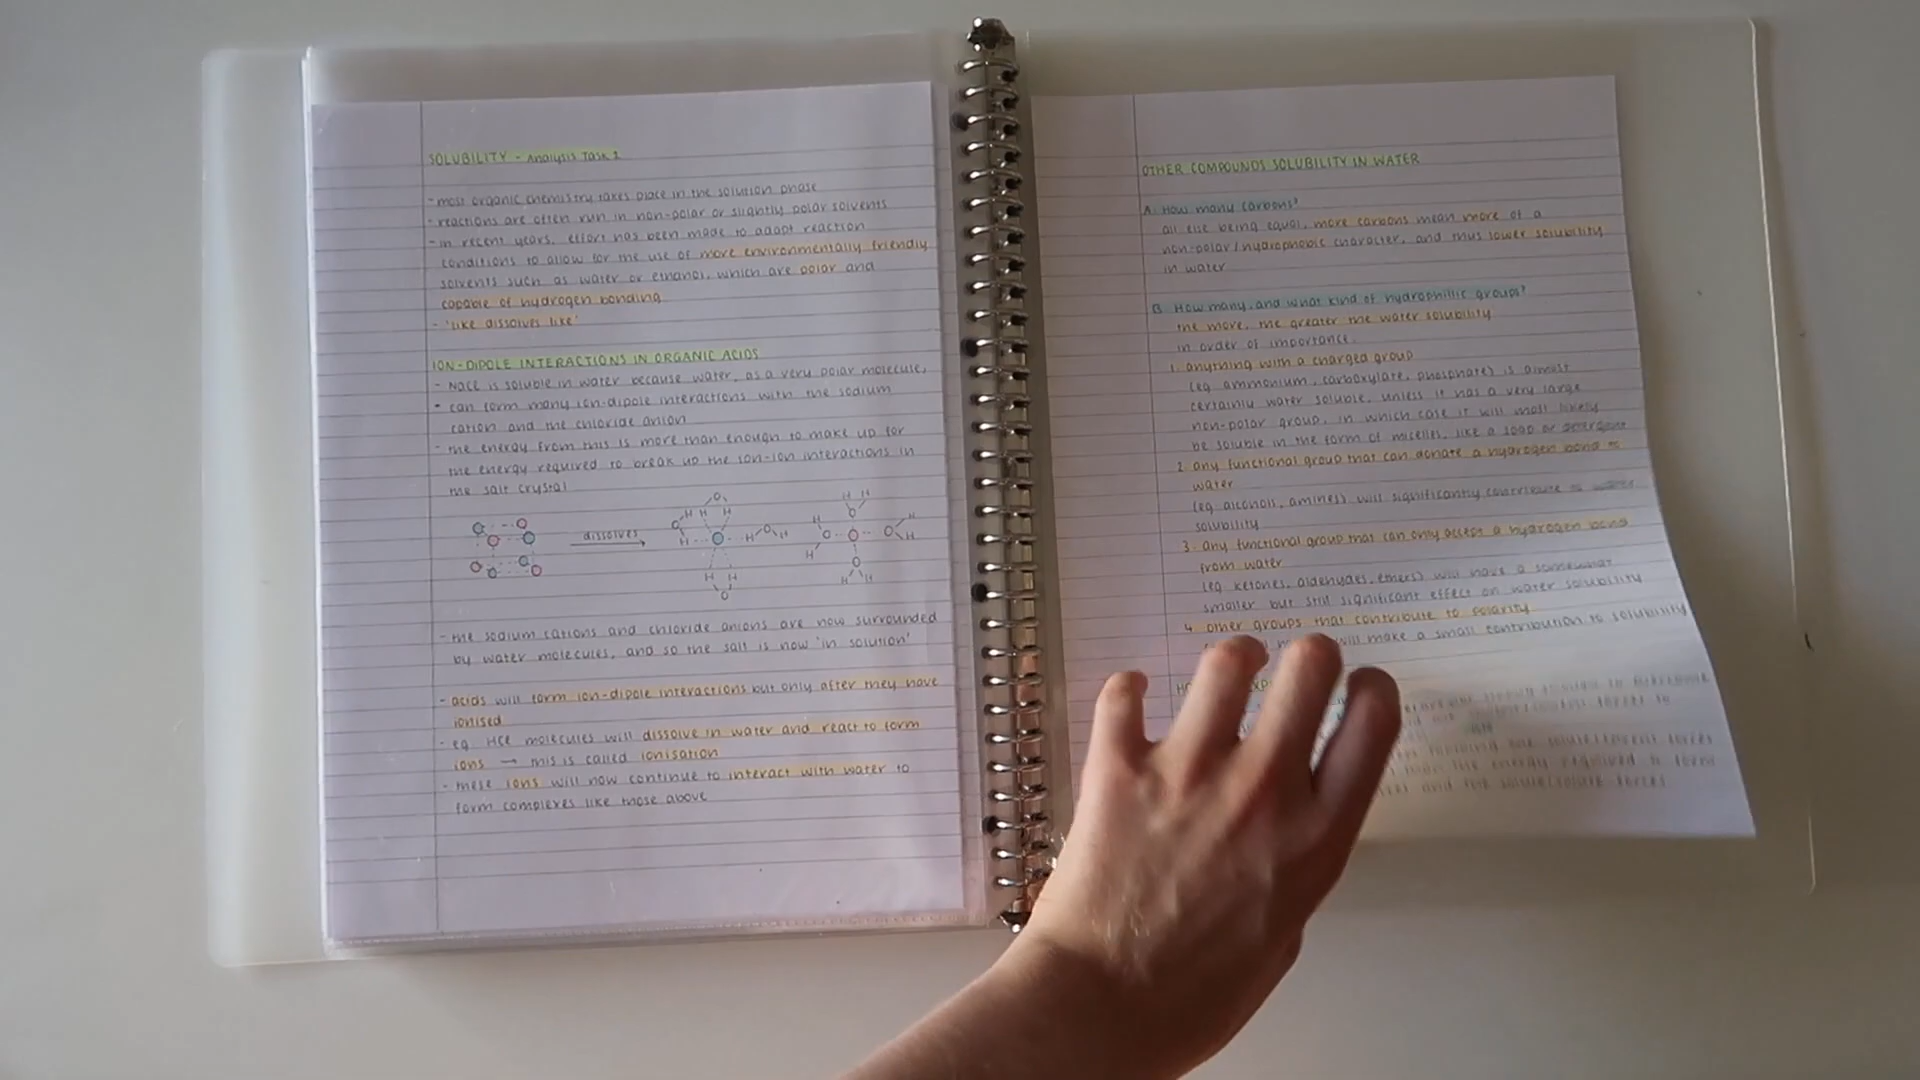 SOLUBILITY - Analysis Task 1
- most organic chemistry takes place in the solution phase
- reactions are often run in non-polar or slightly polar solvents
- in recent years, effort has been made to adapt reaction
conditions to allow for the use of more environmentally friendly
solvents such as water or ethanol, which are polar and
capable of hydrogen bonding
- 'like dissolves like'
ION-DIPOLE INTERACTIONS IN ORGANIC ACIDS
- NaCl is soluble in water because water, as a very polar molecule,
- can form many ion-dipole interactions with the sodium
cation and the chloride anion
- the energy from this is more than enough to make up for
the energy required to break up the ion-ion interactions in
the salt crystal
dissolves
- the sodium cations and chloride anions are now surrounded
by water molecules, and so the salt is now 'in solution'
- acids will form ion-dipole interactions but only after they have
ionised
- eg. HCl molecules will dissolve in water and react to form
ions → this is called ionisation
- these ions will now continue to interact with water to
form complexes like those above
OTHER COMPOUNDS SOLUBILITY IN WATER
A. How many carbons?
all else being equal, more carbons mean more of a
non-polar/hydrophobic character, and thus lower solubility
in water
B. How many, and what kind of hydrophillic groups?
the more, the greater the water solubility
in order of importance.
1. anything with a charged group
(eg ammonium, carboxylate, phosphate) is almost
certainly water soluble, unless it has a very large
non-polar group, in which case it will most likely
be soluble in the form of micelles, like a soap or detergent
2. any functional group that can donate a hydrogen bond to
water
(eg alcohols, amines) will significantly contribute to water
solubility
3. any functional group that can only accept a hydrogen bond
from water
(eg ketones, aldehydes, ethers) will have a somewhat
smaller but still significant effect on water solubility
4. other groups that contribute to polarity
will make a small contribution to solubility